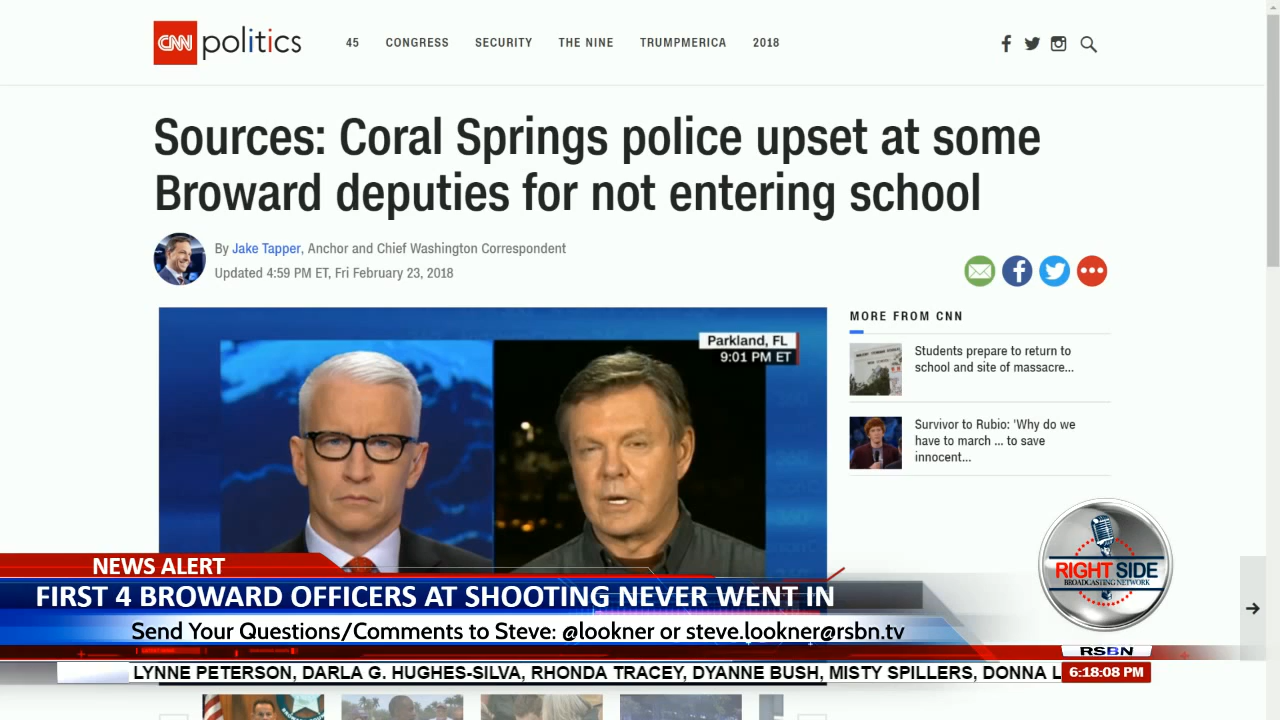 CNN politics 45 CONGRESS SECURITY THE NINE TRUMPMERICA 2018
Sources: Coral Springs police upset at some
Broward deputies for not entering school
By Jake Tapper, Anchor and Chief Washington Correspondent
Updated 4:59 PM ET, Fri February 23, 2018
MORE FROM CNN
Students prepare to return to
school and site of massacre...
Survivor to Rubio: 'Why do we
have to march ... to save
innocent...
Parkland, FL
9:01 PM ET
RIGHT SIDE
BROADCASTING NETWORK
NEWS ALERT
FIRST 4 BROWARD OFFICERS AT SHOOTING NEVER WENT IN
Send Your Questions/Comments to Steve: @lookner or steve.lookner@rsbn.tv
RSBN
LYNNE PETERSON, DARLA G. HUGHES-SILVA, RHONDA TRACEY, DYANNE BUSH, MISTY SPILLERS, DONNA L
6:18:08 PM